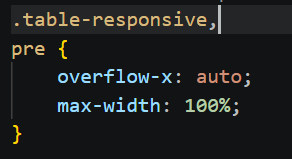 .table-responsive,
pre {
    overflow-x: auto;
    max-width: 100%;
}